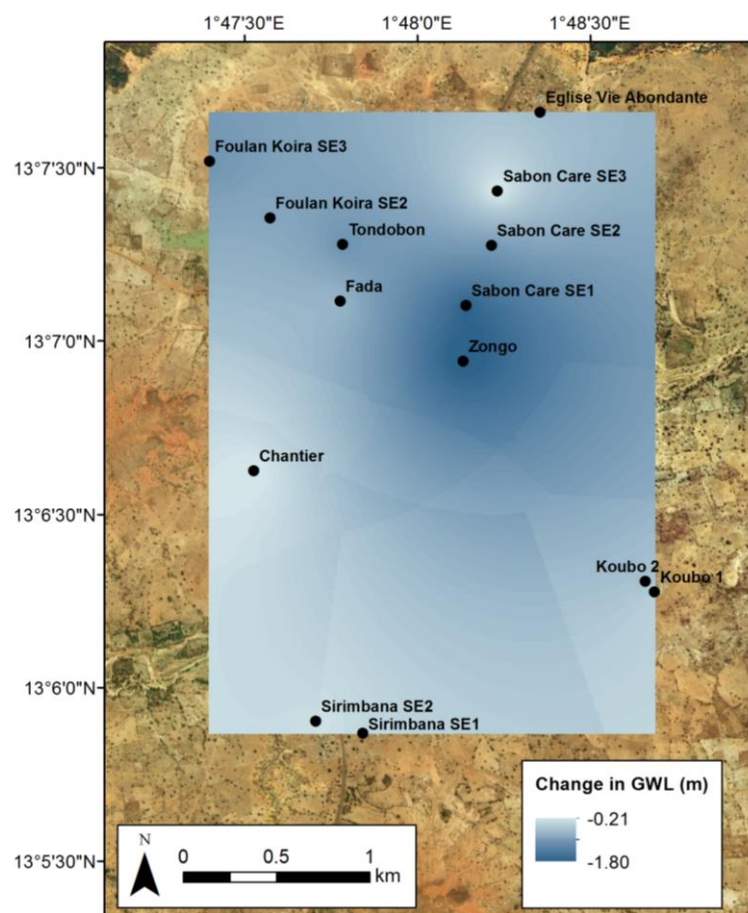 1°47'30"E
1°48'0"E
1°48'30"E
Eglise Vie Abondante
Foulan Koira SE3
13°7'30"N
Sabon Care SE3
Foulan Koira SE2
Tondobon
Sabon Care SE2
Fada
Sabon Care SE1
13°7'0"N
Zongo
Chantier
13°6'30"N
Koubo 2
Koubo 1
13°6'0"N
Sirimbana SE2
Sirimbana SE1
Change in GWL (m)
-0.21
-1.80
N
0 0.5 1
km
13°5'30"N